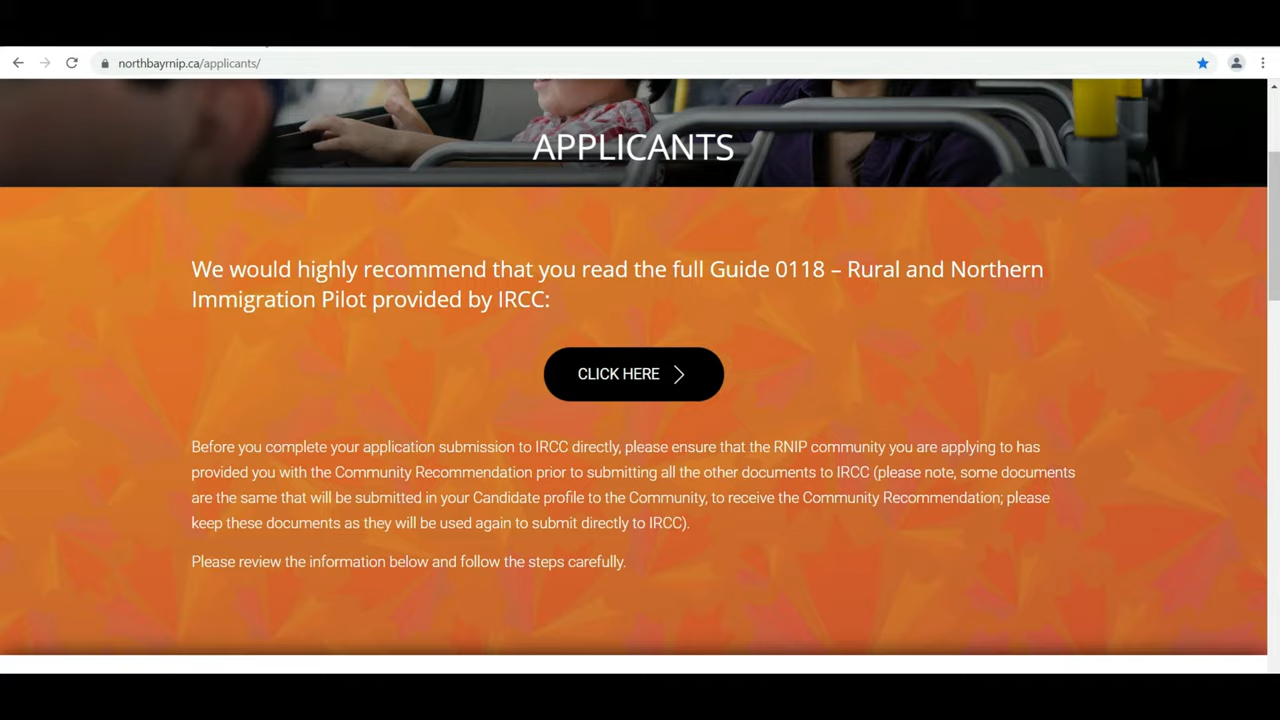 northbayrnip.ca/applicants/
APPLICANTS
We would highly recommend that you read the full Guide 0118 – Rural and Northern
Immigration Pilot provided by IRCC:
CLICK HERE
Before you complete your application submission to IRCC directly, please ensure that the RNIP community you are applying to has
provided you with the Community Recommendation prior to submitting all the other documents to IRCC (please note, some documents
are the same that will be submitted in your Candidate profile to the Community, to receive the Community Recommendation; please
keep these documents as they will be used again to submit directly to IRCC).
Please review the information below and follow the steps carefully.